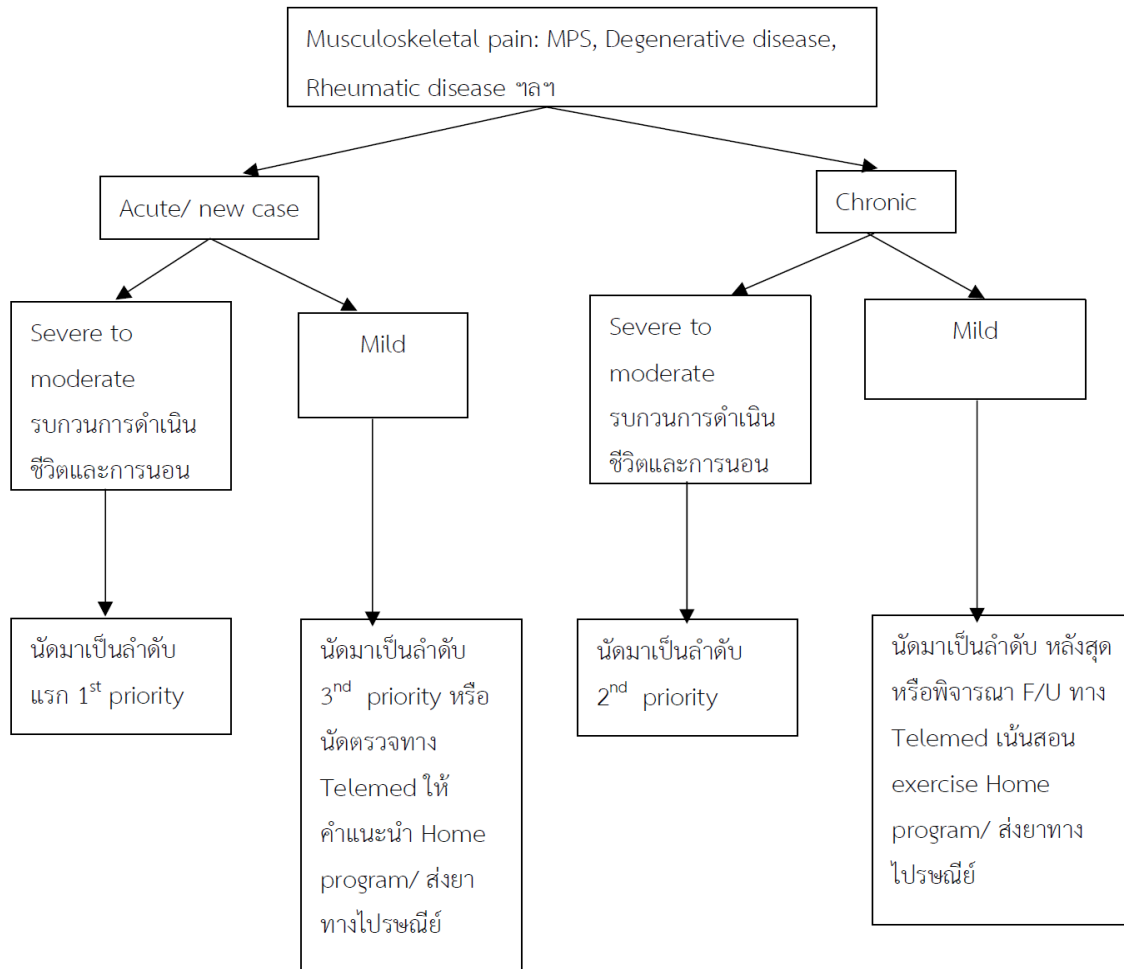 Musculoskeletal pain: MPS, Degenerative disease,
Rheumatic disease ฯลฯ
Acute/ new case
Chronic
Severe to
moderate
รบกวนการดำเนิน
ชีวิตและการนอน
Mild
Severe to
moderate
รบกวนการดำเนิน
ชีวิตและการนอน
Mild
นัดมาเป็นลำดับ
แรก 1st priority
นัดมาเป็นลำดับ
3nd priority หรือ
นัดตรวจทาง
Telemed ให้
คำแนะนำ Home
program/ ส่งยา
ทางไปรษณีย์
นัดมาเป็นลำดับ
2nd priority
นัดมาเป็นลำดับ หลังสุด
หรือพิจารณา F/U ทาง
Telemed เน้นสอน
exercise Home
program/ ส่งยาทาง
ไปรษณีย์